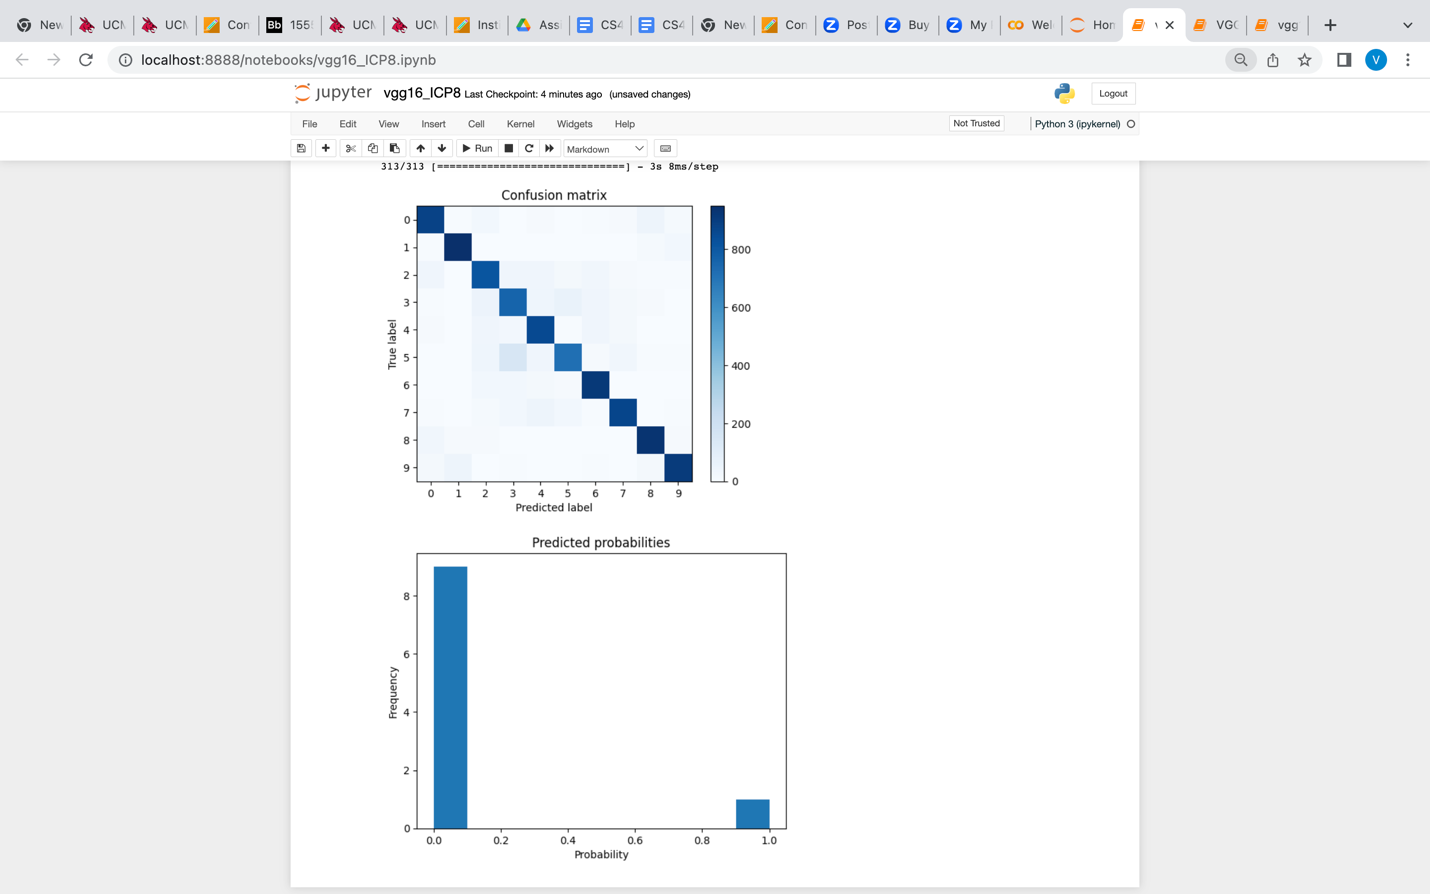 New UCM UCM Con Bb 155 UCM UCM Inst Assi CS4 CS4 New Con Pos Buy My Wel Hon VGG vgg
localhost:8888/notebooks/vgg16_ICP8.ipynb
V
jupyter vgg16_ICP8 Last Checkpoint: 4 minutes ago (unsaved changes)
Logout
File Edit View Insert Cell Kernel Widgets Help
Not Trusted
Python 3 (ipykernel)
Run
Markdown
313/313 [==============================] - 3s 8ms/step
Confusion matrix
0
1
2
3
4
5
6
7
8
9
True label
0 1 2 3 4 5 6 7 8 9
Predicted label
800
600
400
200
0
Predicted probabilities
8
6
4
2
0
Frequency
0.0 0.2 0.4 0.6 0.8 1.0
Probability